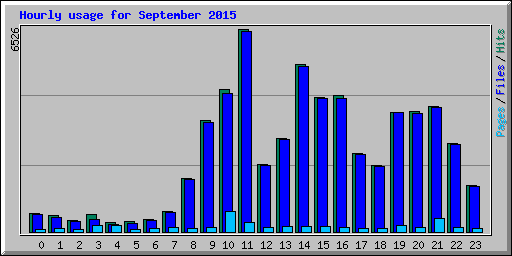 Hourly usage for September 2015
6526
Pages / Files / Hits
0 1 2 3 4 5 6 7 8 9 10 11 12 13 14 15 16 17 18 19 20 21 22 23